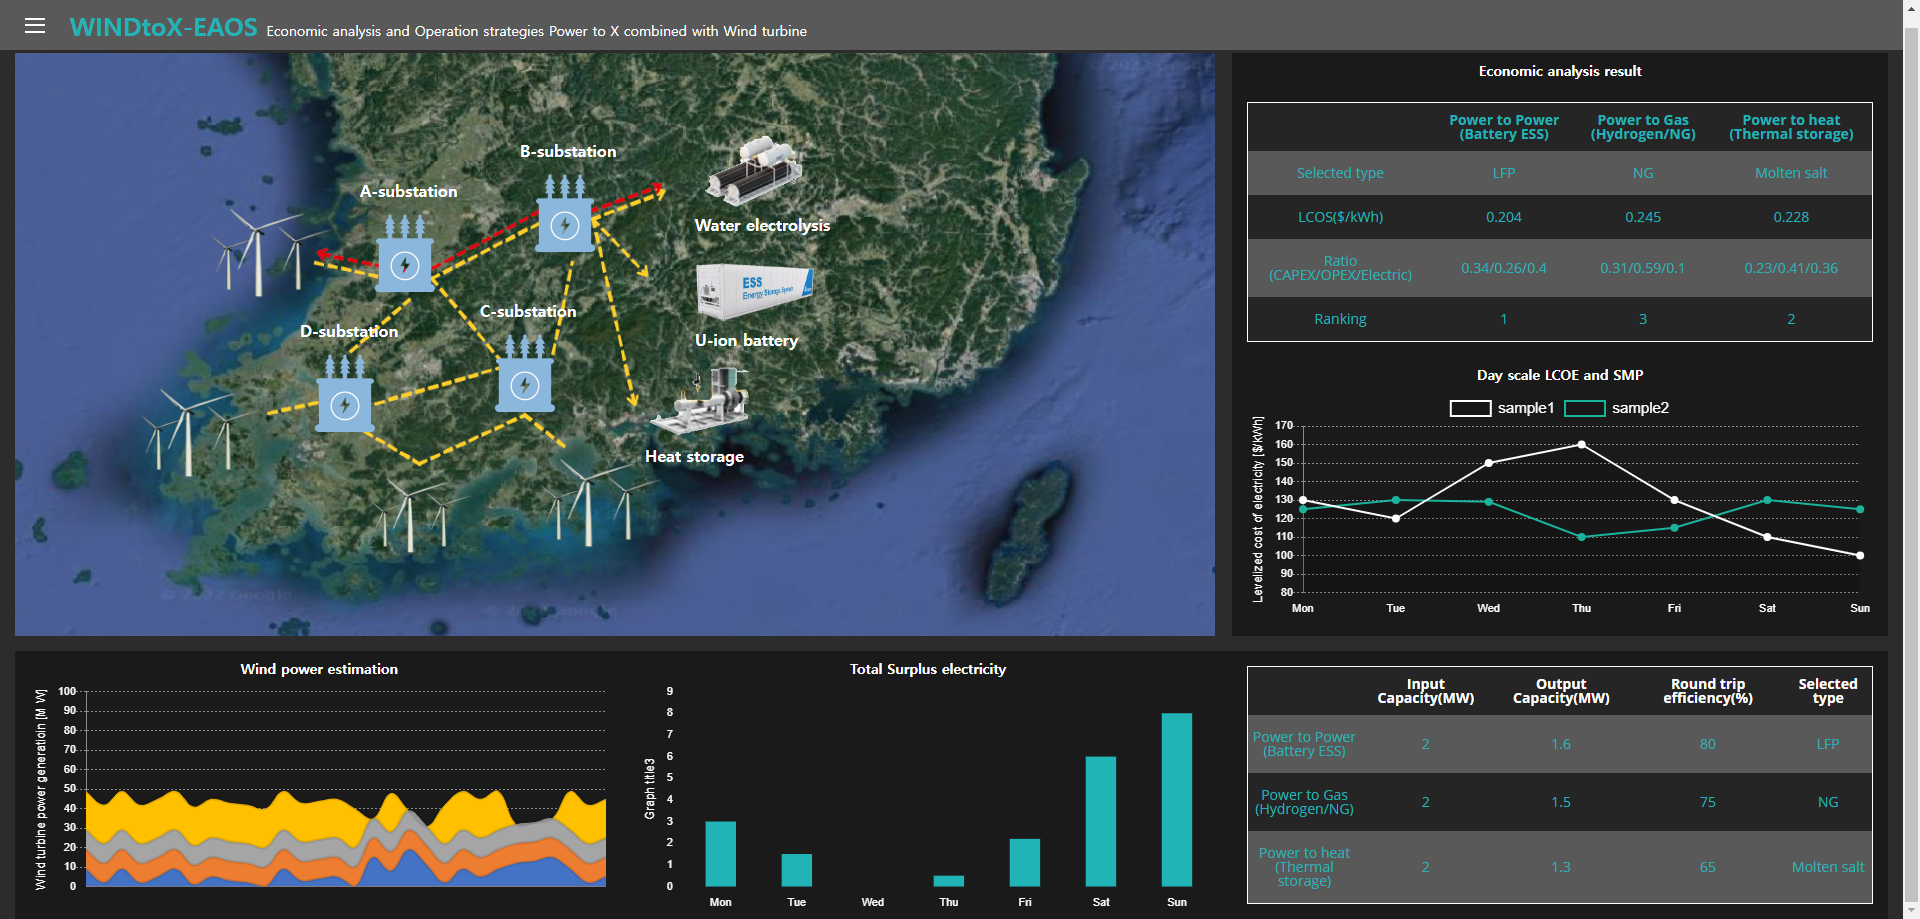 WINDtoX-EAOS Economic analysis and Operation strategies Power to X combined with Wind turbine
B-substation
A-substation
Water electrolysis
ESS
Energy Storage System
C-substation
D-substation
U-ion battery
Heat storage
Economic analysis result
Power to Power Power to Gas Power to heat
(Battery ESS) (Hydrogen/NG) (Thermal storage)
Selected type LFP NG Molten salt
LCOS($/kWh) 0.204 0.245 0.228
Ratio
(CAPEX/OPEX/Electric) 0.34/0.26/0.4 0.31/0.59/0.1 0.23/0.41/0.36
Ranking 1 3 2
Day scale LCOE and SMP
sample1 sample2
Levelized cost of electricity [$/kWh]
170
160
150
140
130
120
110
100
90
80
Mon Tue Wed Thu Fri Sat Sun
Wind power estimation
Wind turbine power generatioin [M W]
100
90
80
70
60
50
40
30
20
10
0
Total Surplus electricity
Graph title3
9
8
7
6
5
4
3
2
1
0
Mon Tue Wed Thu Fri Sat Sun
Input Output Round trip Selected
Capacity(MW) Capacity(MW) efficiency(%) type
Power to Power
(Battery ESS) 2 1.6 80 LFP
Power to Gas
(Hydrogen/NG) 2 1.5 75 NG
Power to heat
(Thermal 2 1.3 65 Molten salt
storage)